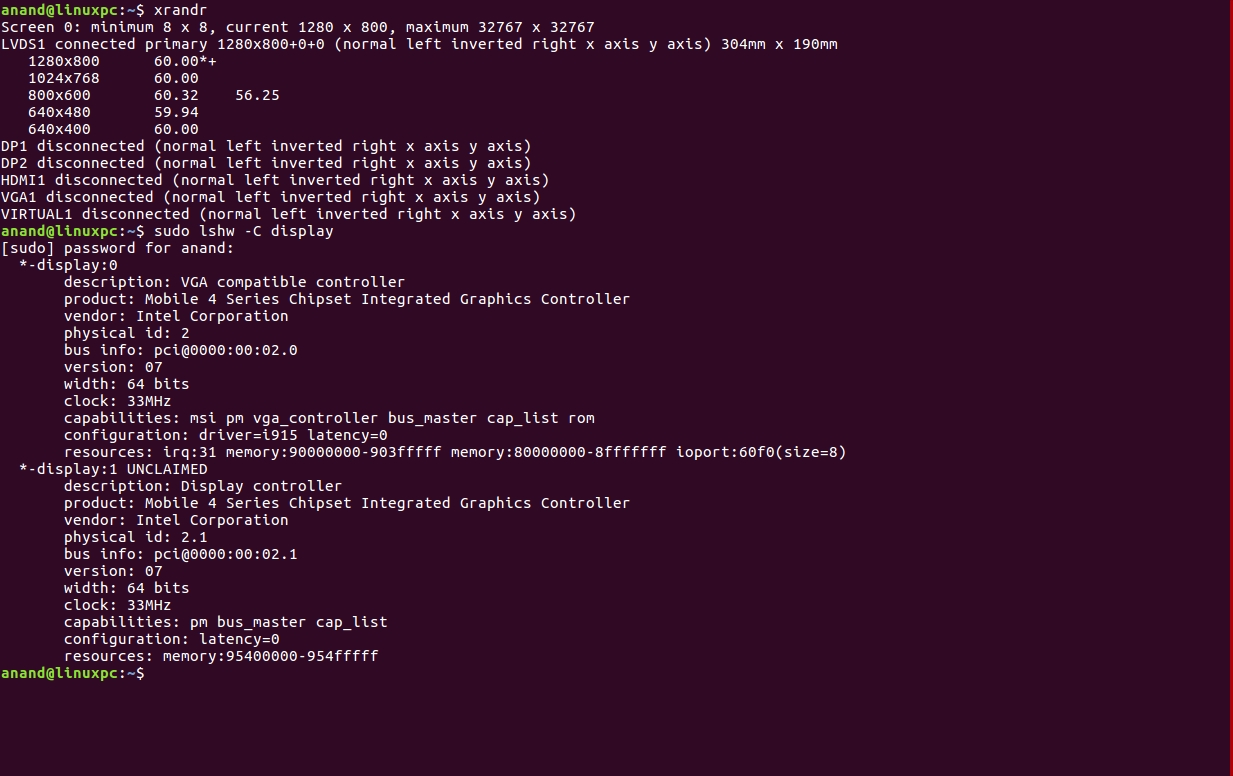 anand@linuxpc:~$ xrandr
Screen 0: minimum 8 x 8, current 1280 x 800, maximum 32767 x 32767
LVDS1 connected primary 1280x800+0+0 (normal left inverted right x axis y axis) 304mm x 190mm
   1280x800      60.00*+
   1024x768      60.00
   800x600       60.32    56.25
   640x480       59.94
   640x400       60.00
DP1 disconnected (normal left inverted right x axis y axis)
DP2 disconnected (normal left inverted right x axis y axis)
HDMI1 disconnected (normal left inverted right x axis y axis)
VGA1 disconnected (normal left inverted right x axis y axis)
VIRTUAL1 disconnected (normal left inverted right x axis y axis)
anand@linuxpc:~$ sudo lshw -C display
[sudo] password for anand:
  *-display:0
       description: VGA compatible controller
       product: Mobile 4 Series Chipset Integrated Graphics Controller
       vendor: Intel Corporation
       physical id: 2
       bus info: pci@0000:00:02.0
       version: 07
       width: 64 bits
       clock: 33MHz
       capabilities: msi pm vga_controller bus_master cap_list rom
       configuration: driver=i915 latency=0
       resources: irq:31 memory:90000000-903fffff memory:80000000-8fffffff ioport:60f0(size=8)
  *-display:1 UNCLAIMED
       description: Display controller
       product: Mobile 4 Series Chipset Integrated Graphics Controller
       vendor: Intel Corporation
       physical id: 2.1
       bus info: pci@0000:00:02.1
       version: 07
       width: 64 bits
       clock: 33MHz
       capabilities: pm bus_master cap_list
       configuration: latency=0
       resources: memory:95400000-954fffff
anand@linuxpc:~$